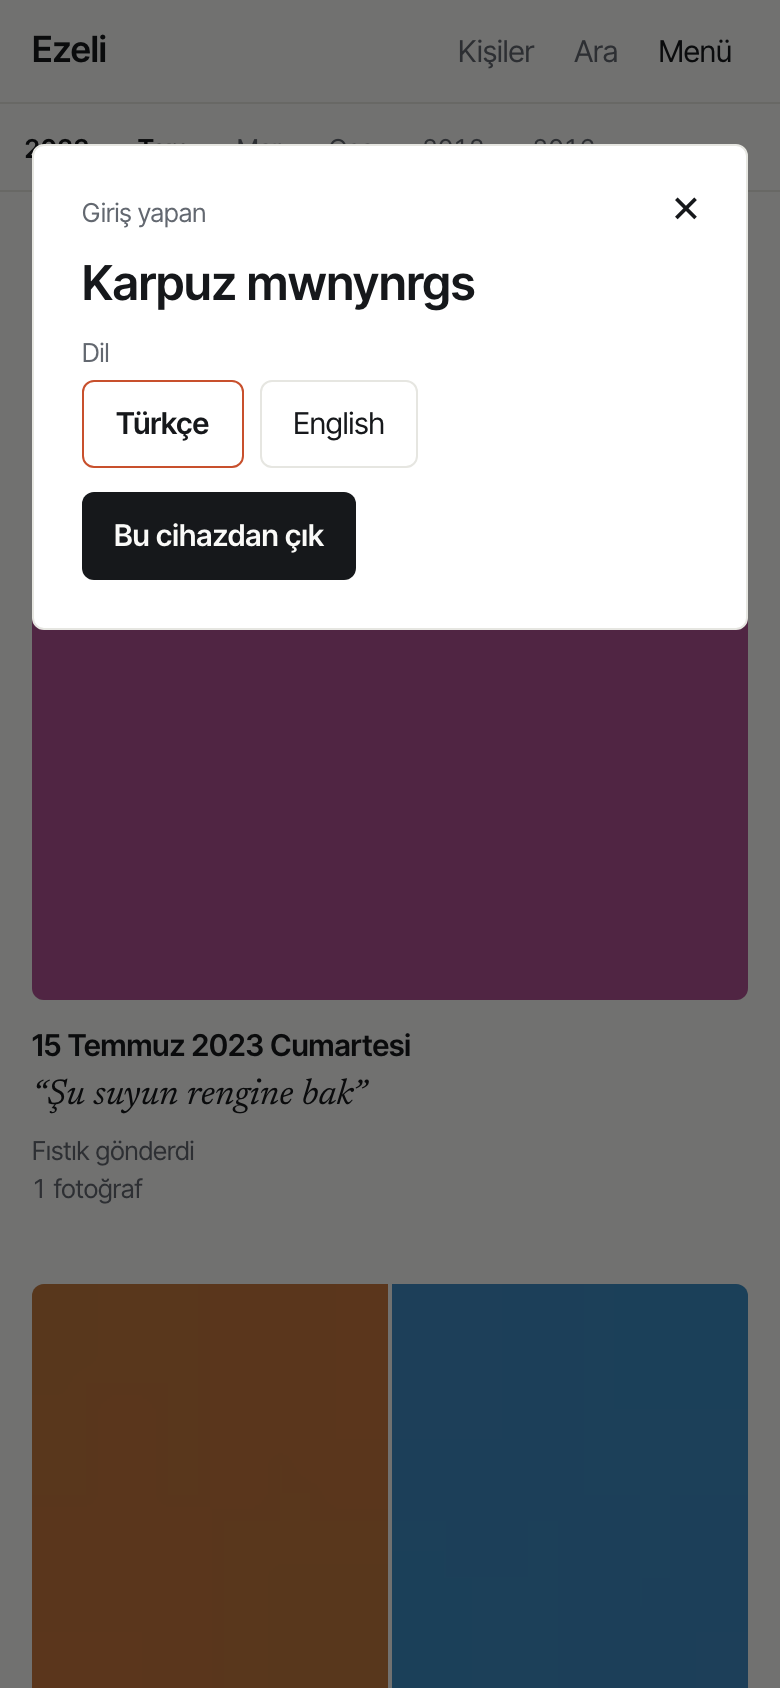 Ezeli
Kişiler Ara Menü
Giriş yapan
Karpuz mwnynrgs
Dil
Türkçe English
Bu cihazdan çık
15 Temmuz 2023 Cumartesi
“Şu suyun rengine bak”
Fıstık gönderdi
1 fotoğraf